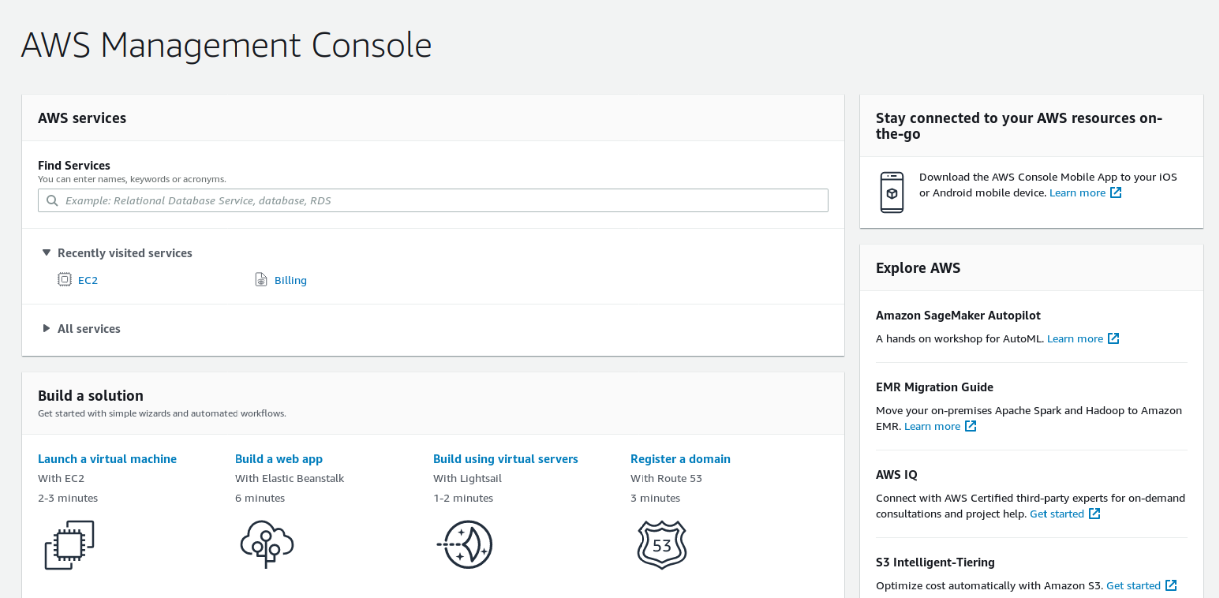 AWS Management Console
AWS services
Find Services
You can enter names, keywords or acronyms.
Example: Relational Database Service, database, RDS
Recently visited services
EC2
Billing
All services
Build a solution
Get started with simple wizards and automated workflows.
Launch a virtual machine
With EC2
2-3 minutes
Build a web app
With Elastic Beanstalk
6 minutes
Build using virtual servers
With Lightsail
1-2 minutes
Register a domain
With Route 53
3 minutes
53
Stay connected to your AWS resources on-
the-go
Download the AWS Console Mobile App to your iOS
or Android mobile device. Learn more
Explore AWS
Amazon SageMaker Autopilot
A hands on workshop for AutoML. Learn more
EMR Migration Guide
Move your on-premises Apache Spark and Hadoop to Amazon
EMR. Learn more
AWS IQ
Connect with AWS Certified third-party experts for on-demand
consultations and project help. Get started
S3 Intelligent-Tiering
Optimize cost automatically with Amazon S3. Get started